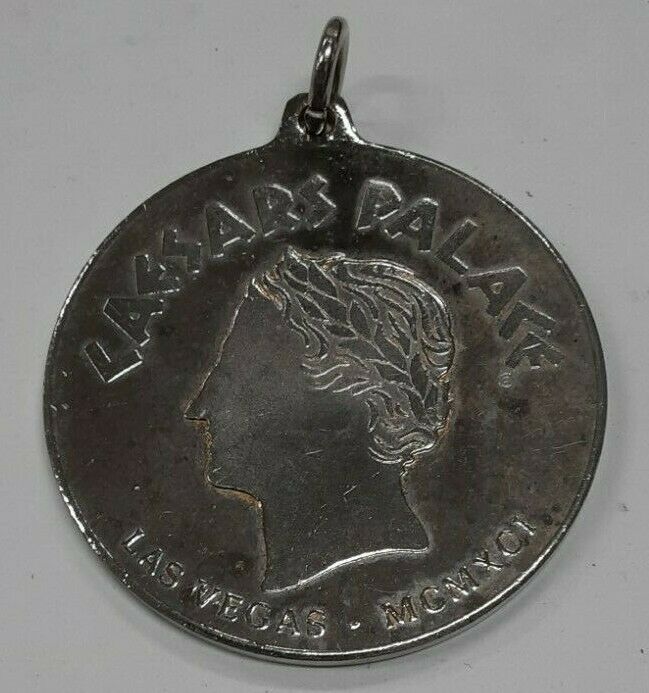 CAESARS PALACE
©
LAS VEGAS · MCMXCI